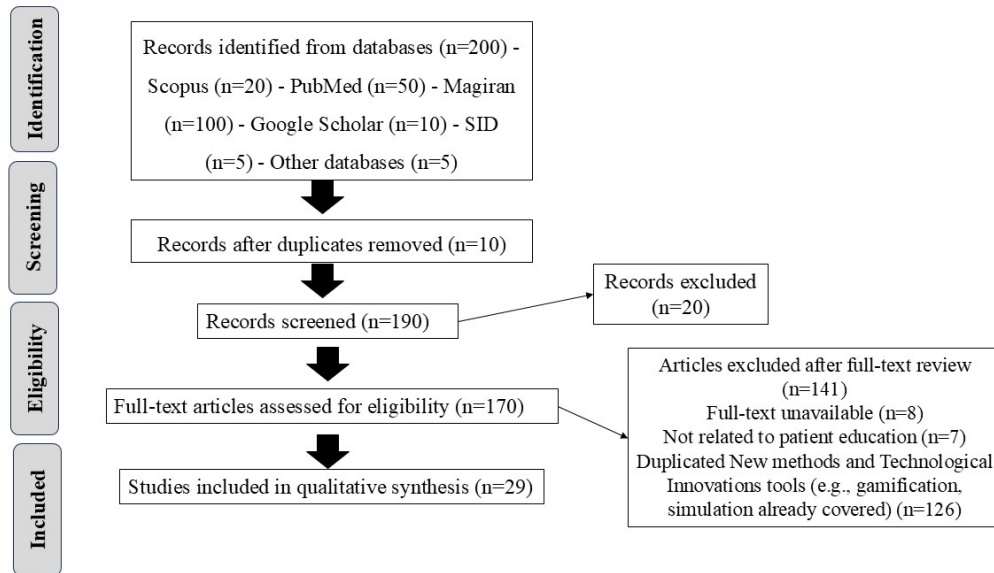 Identification
Records identified from databases (n=200) -
Scopus (n=20) - PubMed (n=50) - Magiran
(n=100) - Google Scholar (n=10) - SID
(n=5) - Other databases (n=5)
Screening
Records after duplicates removed (n=10)
Records screened (n=190)
Records excluded
(n=20)
Eligibility
Full-text articles assessed for eligibility (n=170)
Articles excluded after full-text review
(n=141)
Full-text unavailable (n=8)
Not related to patient education (n=7)
Duplicated New methods and Technological
Innovations tools (e.g., gamification,
simulation already covered) (n=126)
Included
Studies included in qualitative synthesis (n=29)